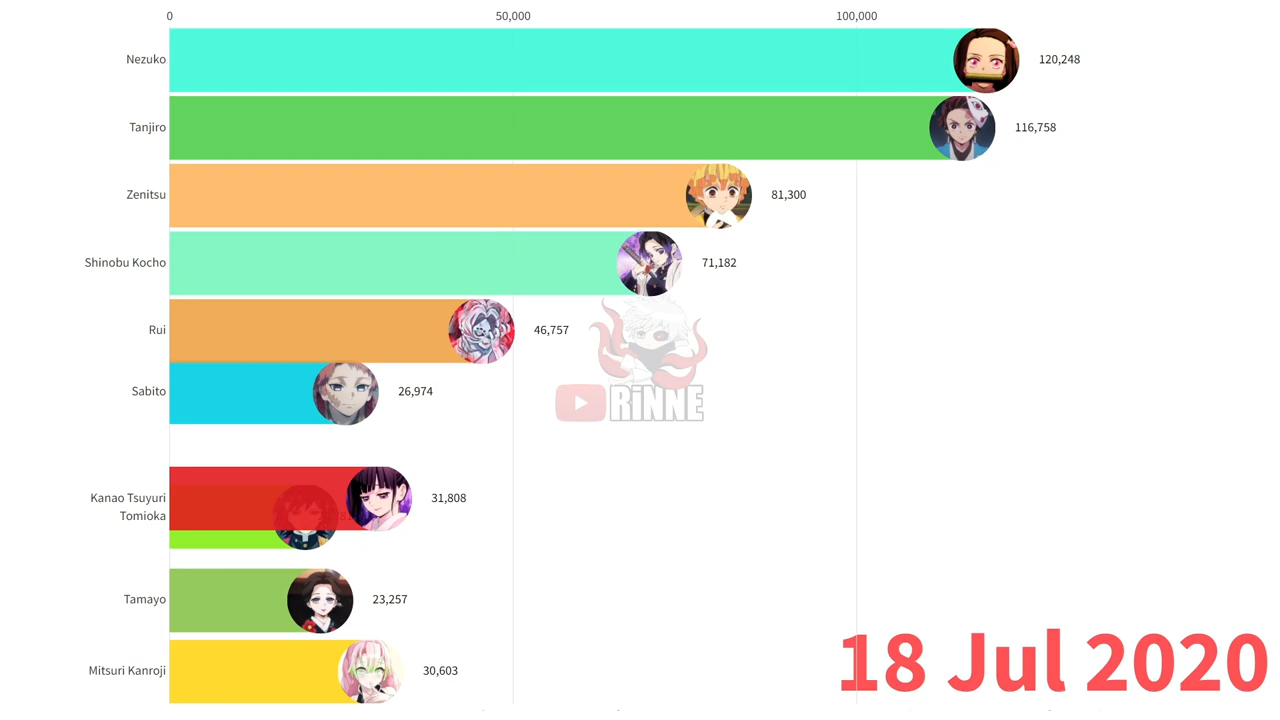 0 50,000 100,000
Nezuko 120,248
Tanjiro 116,758
Zenitsu 81,300
Shinobu Kocho 71,182
Rui 46,757
Sabito 26,974
RiNNE
Kanao Tsuyuri 31,808
Tomioka
Tamayo 23,257
Mitsuri Kanroji 30,603
18 Jul 2020